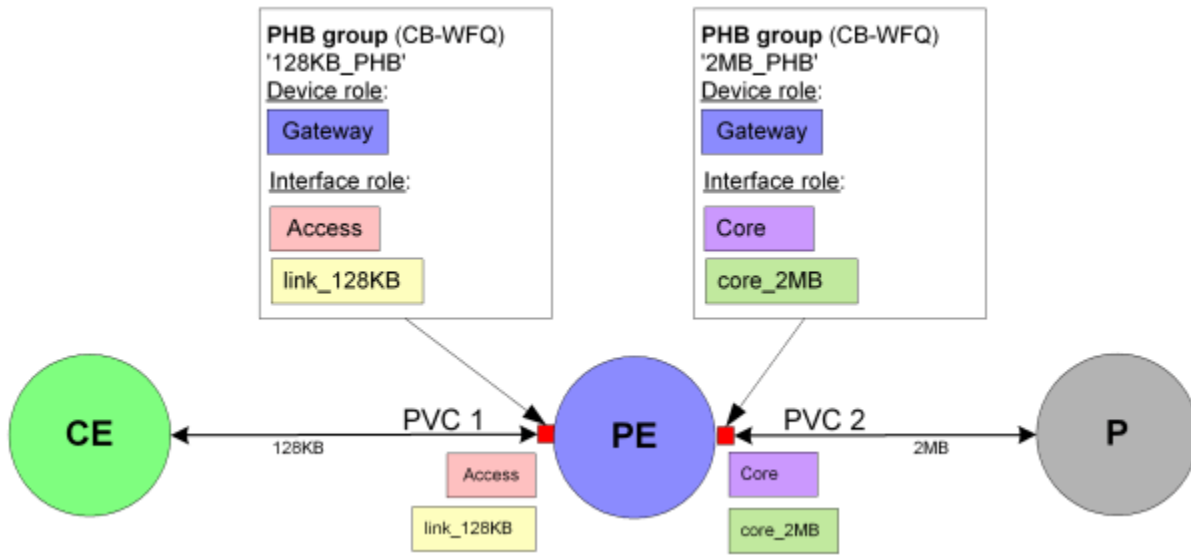 PHB group (CB-WFQ)
'128KB_PHB'
Device role:
Gateway
Interface role:
Access
link_128KB
PHB group (CB-WFQ)
'2MB_PHB'
Device role:
Gateway
Interface role:
Core
core_2MB
CE
PVC 1
128KB
PE
PVC 2
2MB
P
Access
link_128KB
Core
core_2MB